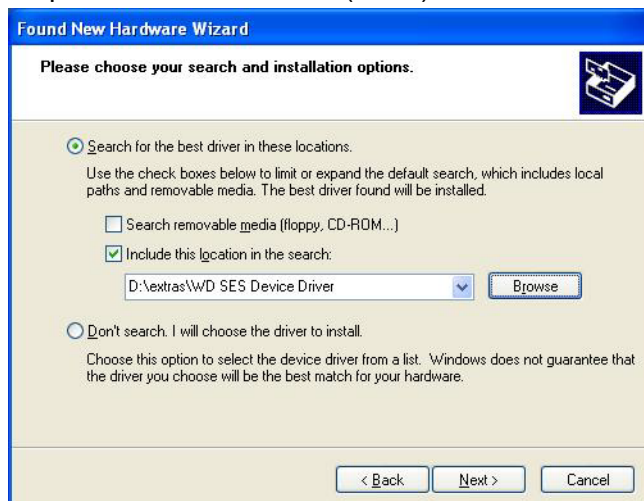 Found New Hardware Wizard
Please choose your search and installation options.
Search for the best driver in these locations.
Use the check boxes below to limit or expand the default search, which includes local
paths and removable media. The best driver found will be installed.
Search removable media (floppy, CD-ROM...)
Include this location in the search:
D:\extras\WD SES Device Driver
Browse
Don't search. I will choose the driver to install.
Choose this option to select the device driver from a list. Windows does not guarantee that
the driver you choose will be the best match for your hardware.
< Back
Next >
Cancel